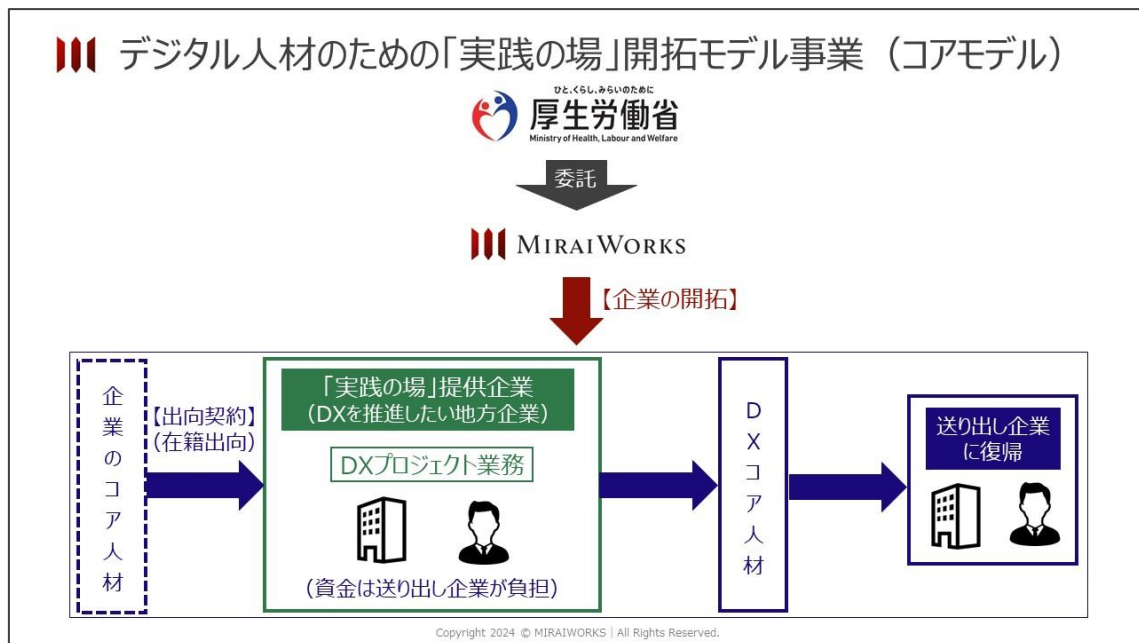 デジタル人材のための「実践の場」開拓モデル事業（コアモデル）
ひと、くらし、みらいのために
厚生労働省
Ministry of Health, Labour and Welfare
委託
MIRAIWORKS
【企業の開拓】
企業のコア人材
【出向契約】
（在籍出向）
「実践の場」提供企業
（DXを推進したい地方企業）
DXプロジェクト業務
（資金は送り出し企業が負担）
DXコア人材
送り出し企業
に復帰
Copyright 2024 © MIRAIWORKS | All Rights Reserved.